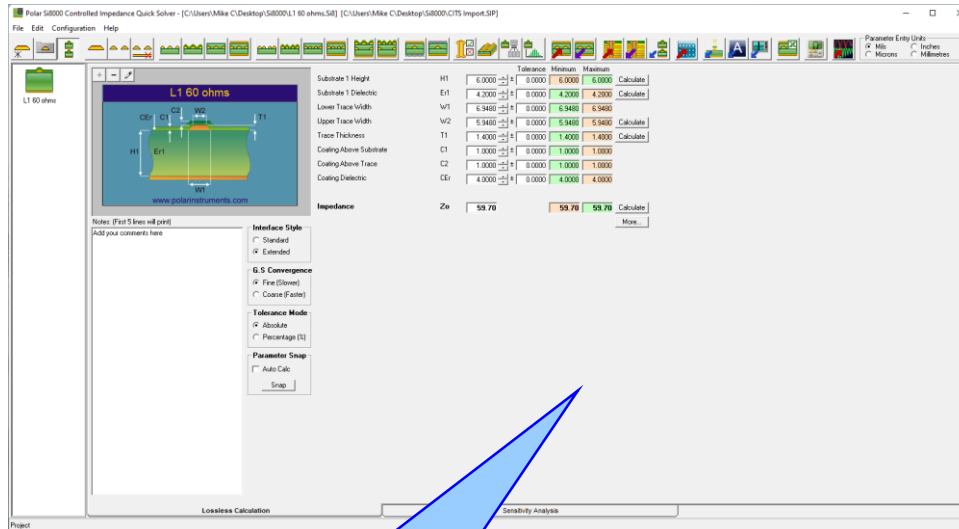 Polar Si8000 Controlled Impedance Quick Solver - [C:\Users\Mike C\Desktop\Si8000\L1 60 ohms.Si8] [C:\Users\Mike C\Desktop\Si8000\CITS Import.SIP]
File Edit Configuration Help
Parameter Entry Units
Mils Inches
Microns Millimetres
L1 60 ohms
L1 60 ohms
CEr C1 C2 W2 T1
H1 Er1
W1
www.polarinstruments.com
Tolerance Minimum Maximum
Substrate 1 Height H1 6.0000 ± 0.0000 6.0000 6.0000 Calculate
Substrate 1 Dielectric Er1 4.2000 ± 0.0000 4.2000 4.2000 Calculate
Lower Trace Width W1 6.9480 ± 0.0000 6.9480 6.9480
Upper Trace Width W2 5.9480 ± 0.0000 5.9480 5.9480 Calculate
Trace Thickness T1 1.4000 ± 0.0000 1.4000 1.4000 Calculate
Coating Above Substrate C1 1.0000 ± 0.0000 1.0000 1.0000
Coating Above Trace C2 1.0000 ± 0.0000 1.0000 1.0000
Coating Dielectric CEr 4.0000 ± 0.0000 4.0000 4.0000
Impedance Zo 59.70 59.70 59.70 Calculate
More...
Notes: (First 5 lines will print)
Add your comments here
Interface Style
Standard
Extended
G.S Convergence
Fine (Slower)
Coarse (Faster)
Tolerance Mode
Absolute
Percentage (%)
Parameter Snap
Auto Calc
Snap
Lossless Calculation
Sensitivity Analysis
Project